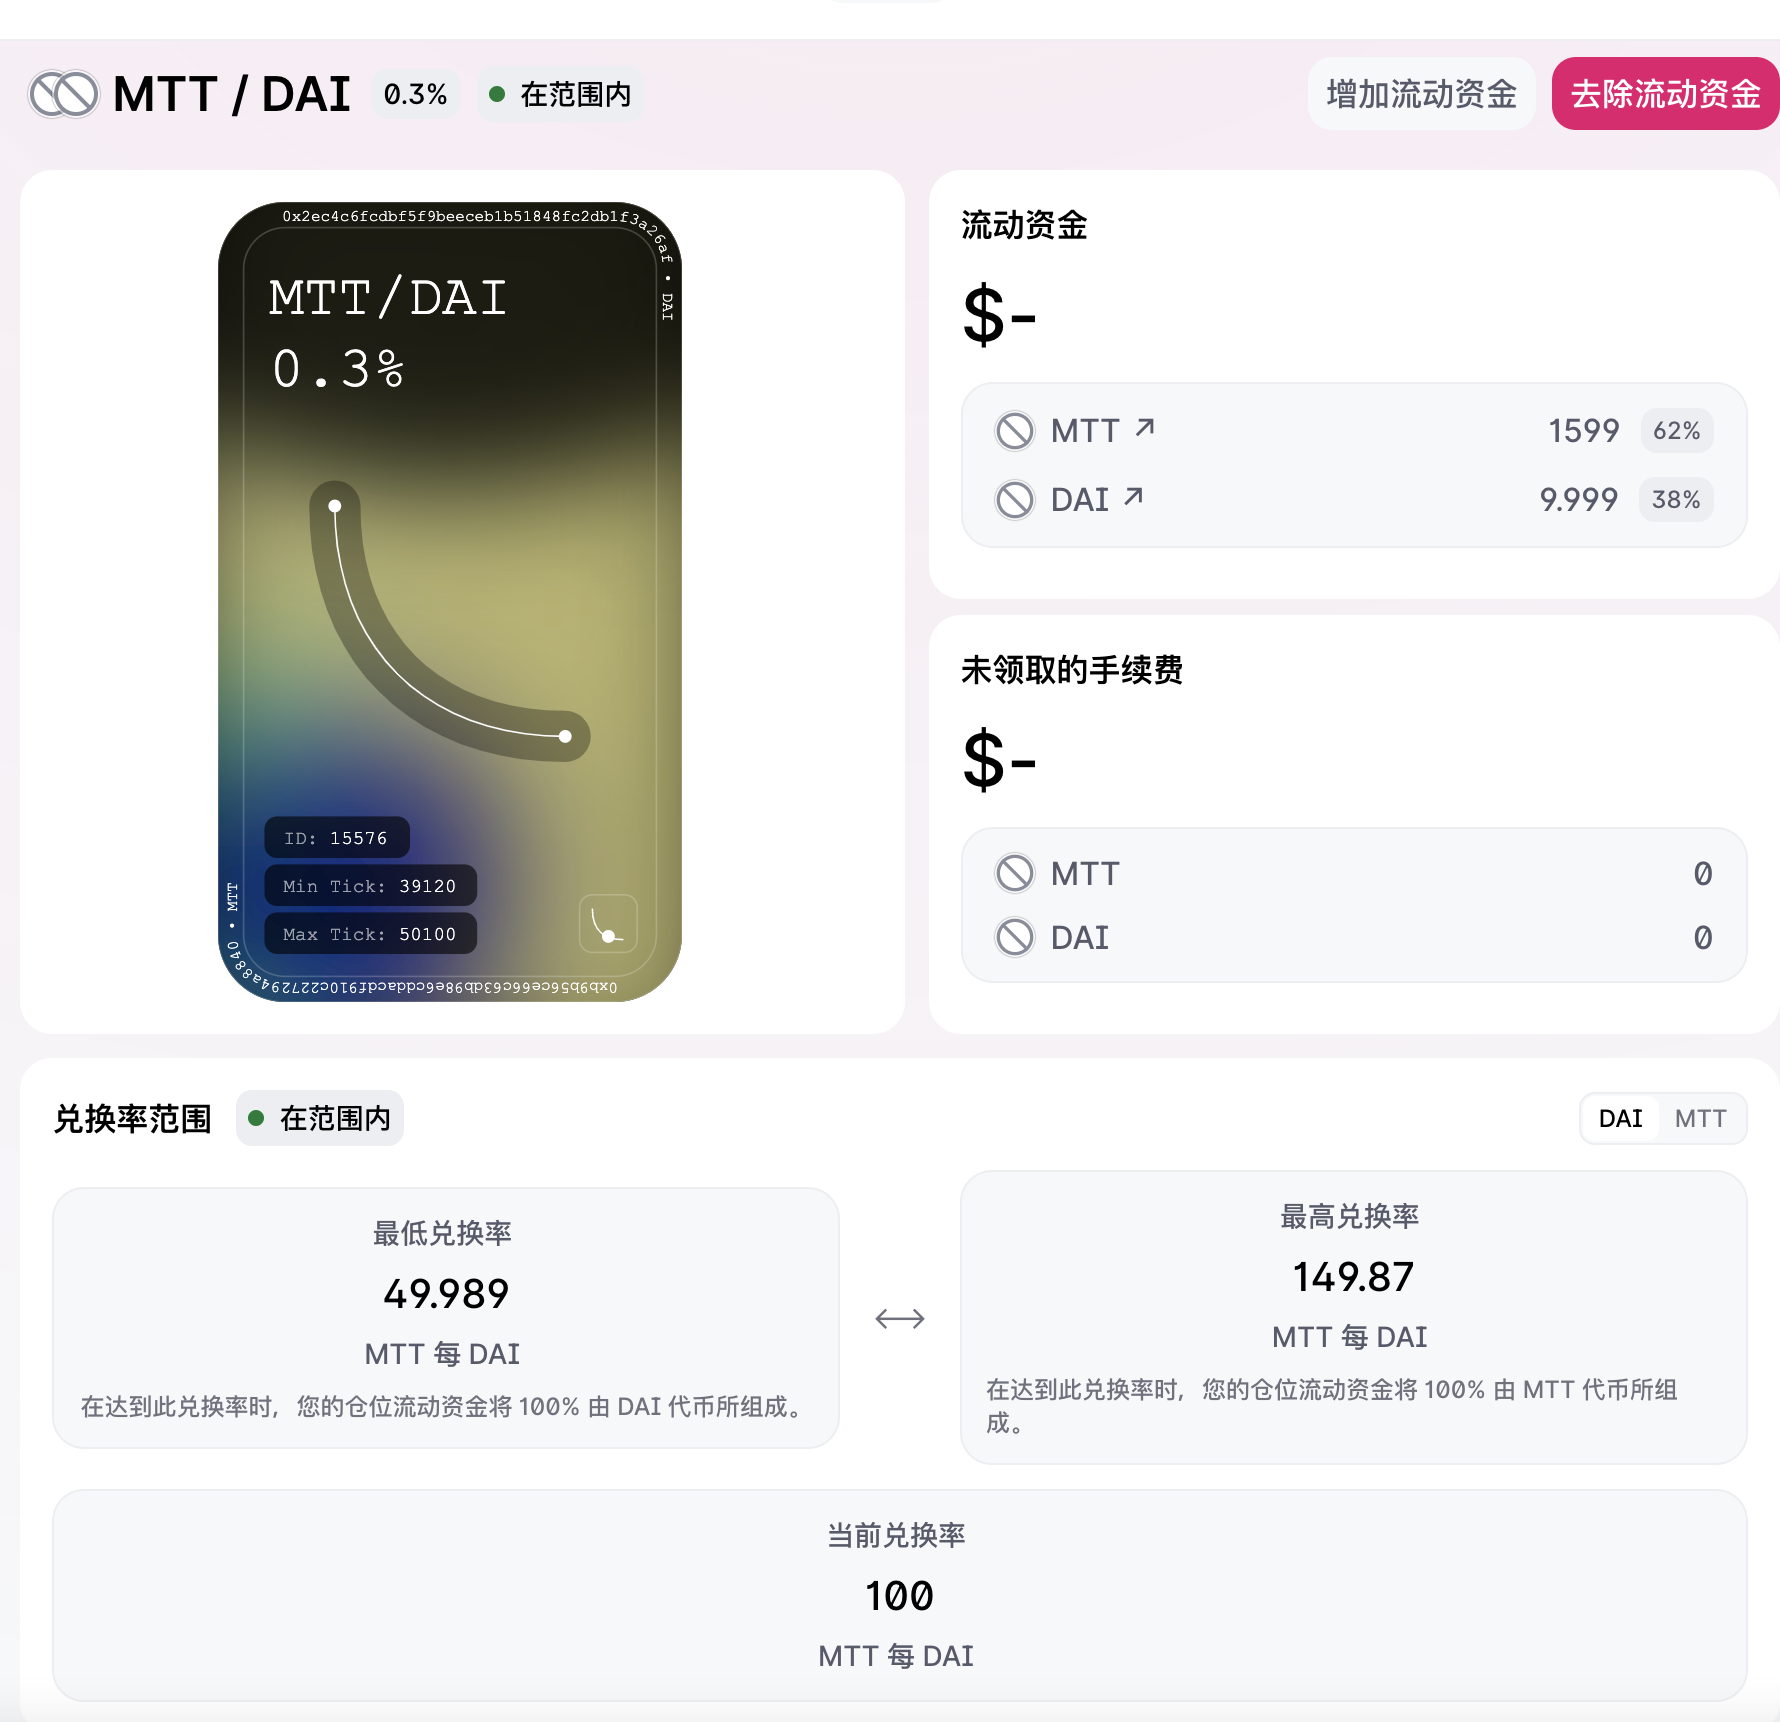 MTT / DAI 0.3% 在范围内
增加流动资金 去除流动资金
0x2ec4c6fcdbf5f9beeceb1b51848fc2db1f3a26af • DAI
MTT/DAI
0.3%
ID: 15576
Min Tick: 39120
Max Tick: 50100
流动资金
$-
MTT ↗ 1599 62%
DAI ↗ 9.999 38%
未领取的手续费
$-
MTT 0
DAI 0
兑换率范围 在范围内
DAI MTT
最低兑换率
49.989
MTT 每 DAI
在达到此兑换率时，您的仓位流动资金将 100% 由 DAI 代币所组成。
最高兑换率
149.87
MTT 每 DAI
在达到此兑换率时，您的仓位流动资金将 100% 由 MTT 代币所组
成。
当前兑换率
100
MTT 每 DAI